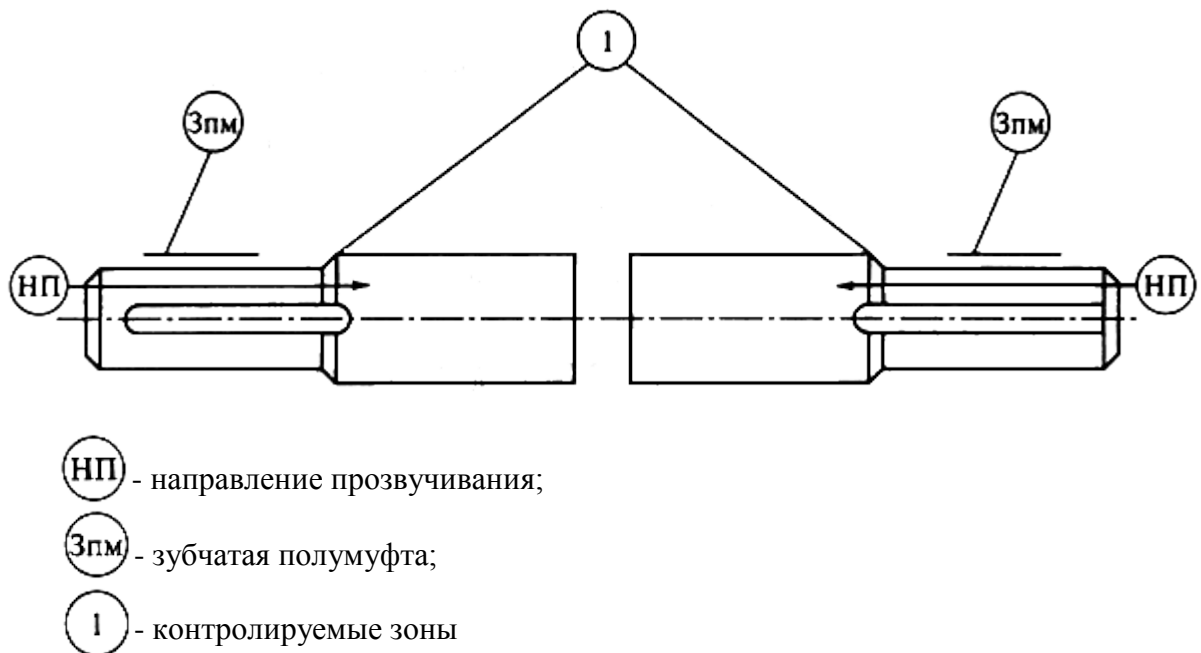 1
Зпм
Зпм
НП
НП
НП - направление прозвучивания;
Зпм - зубчатая полумуфта;
1 - контролируемые зоны